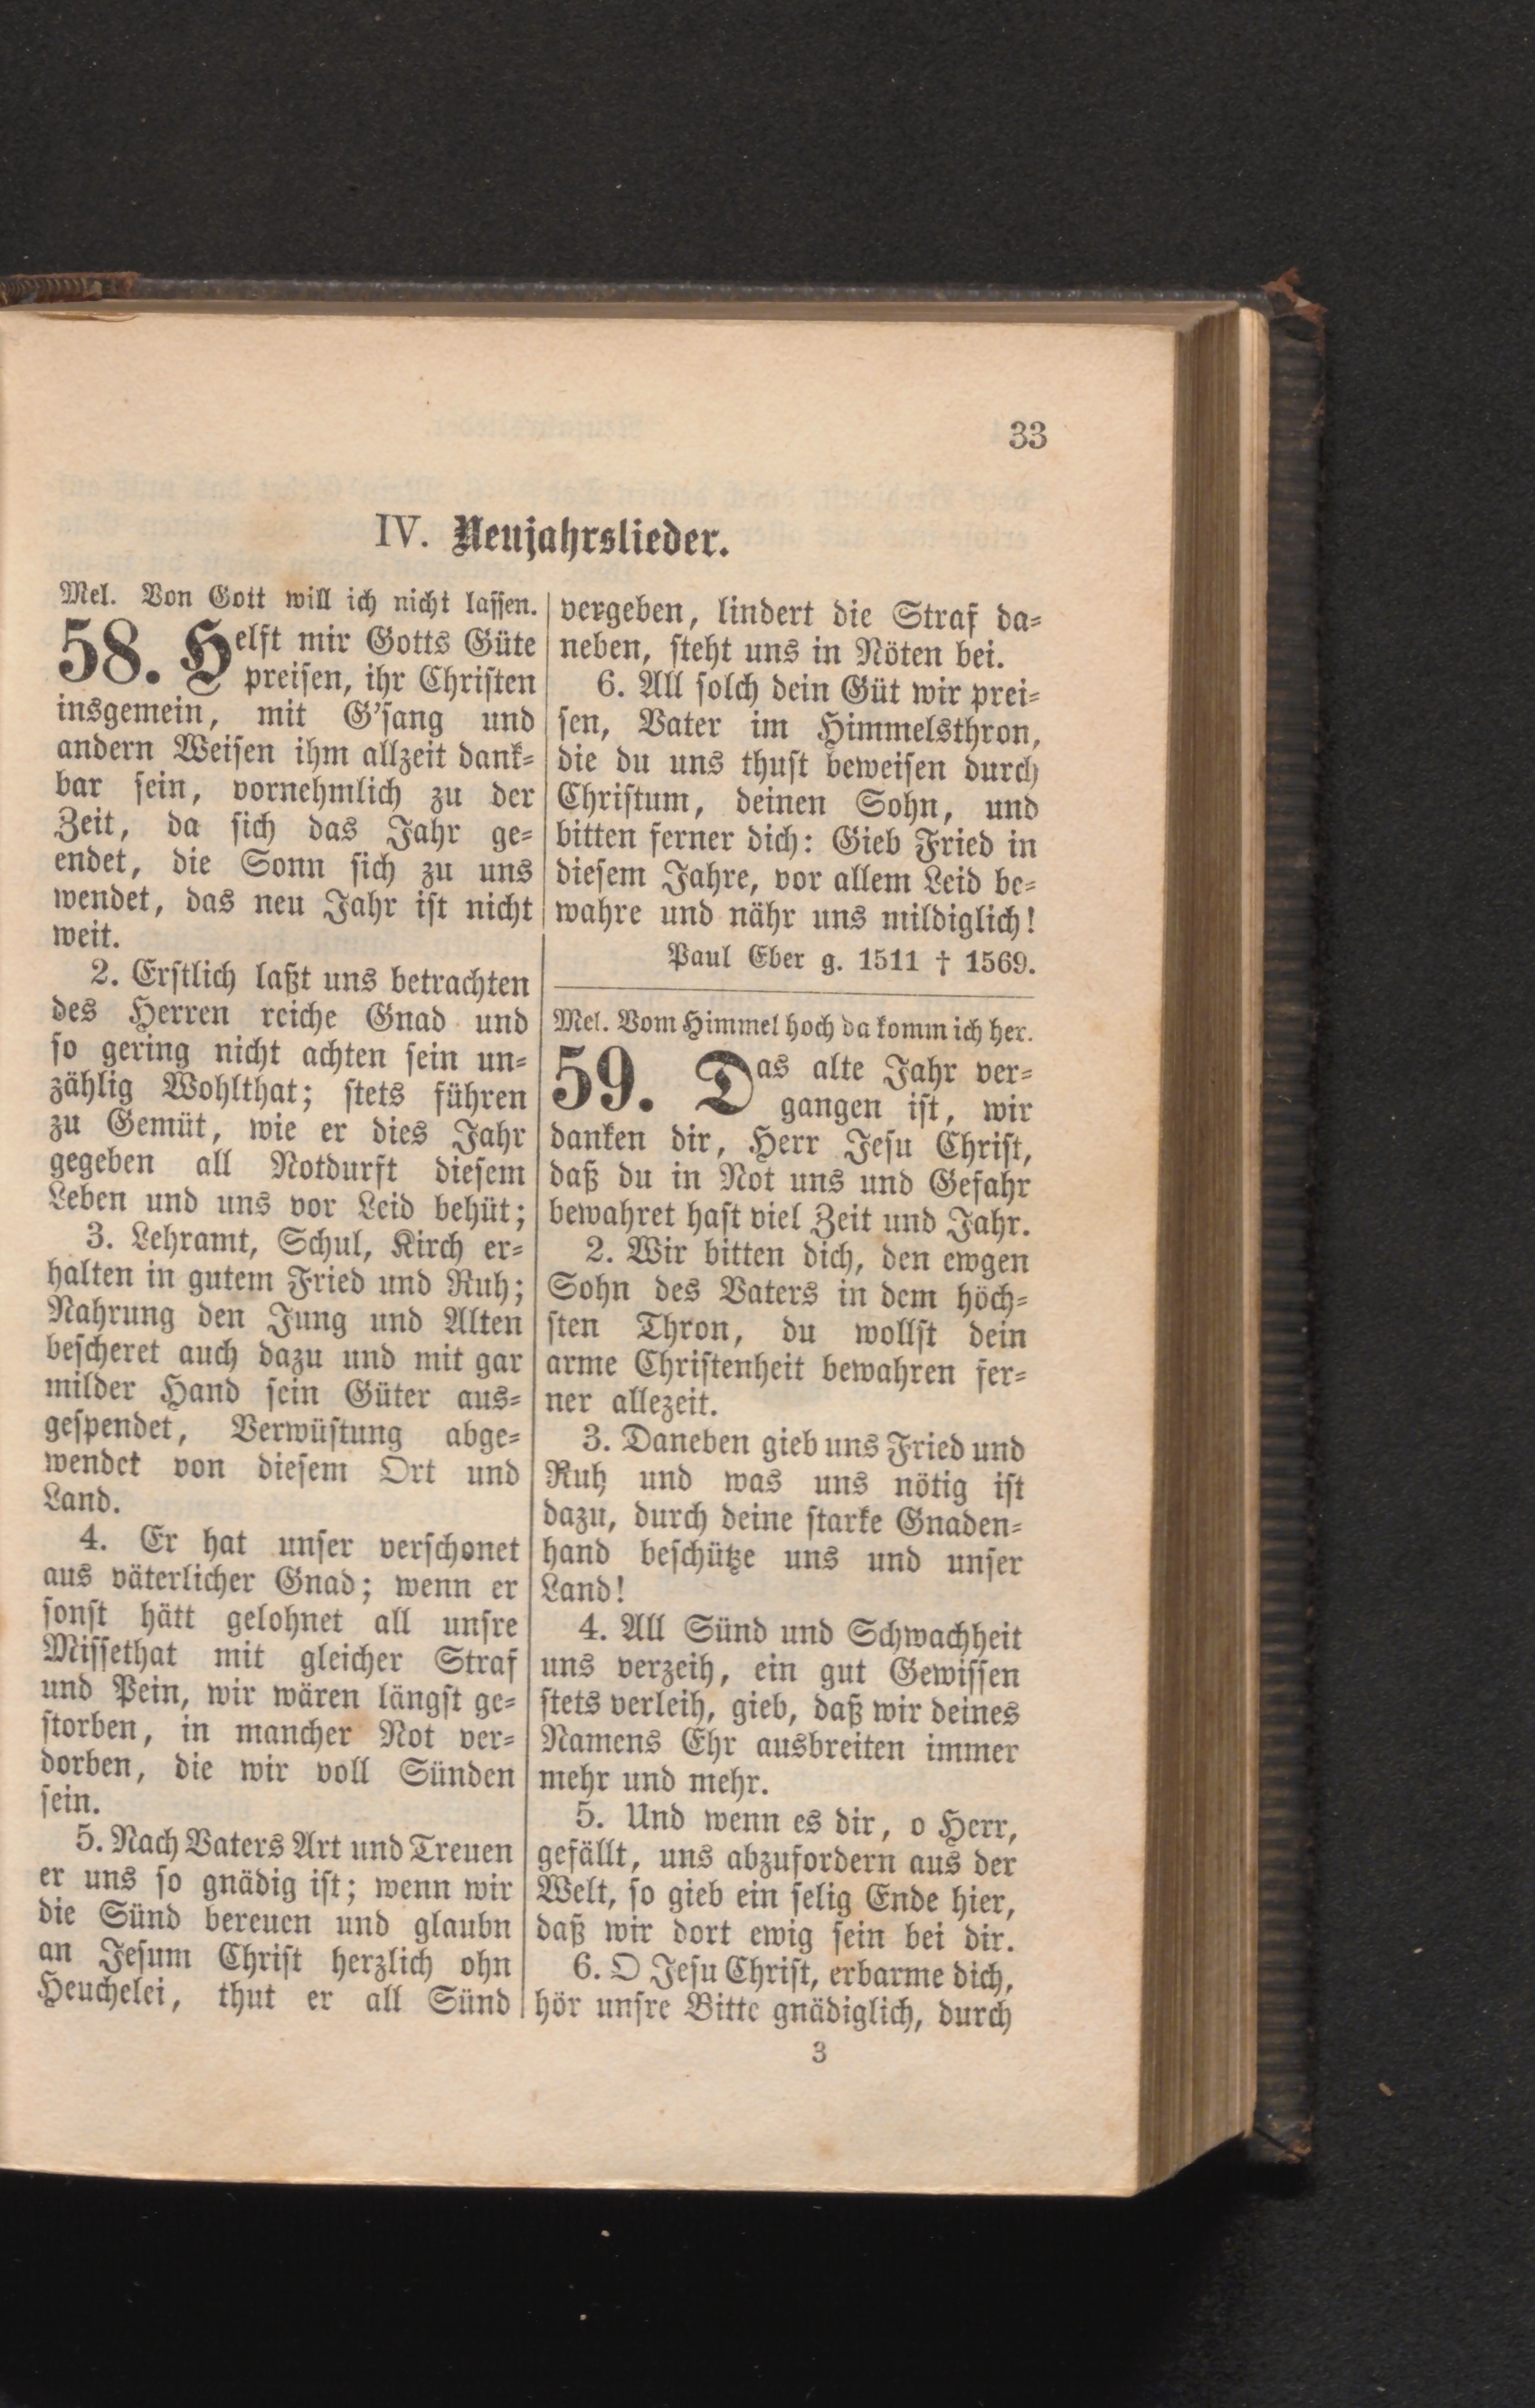 33
IV. Neujahrslieder.
Mel. Von Gott will ich nicht lassen.
58. Helft mir Gotts Güte
preisen, ihr Christen
insgemein, mit G'sang und
andern Weisen ihm allzeit dank-
bar sein, vornehmlich zu der
Zeit, da sich das Jahr ge-
endet, die Sonn sich zu uns
wendet, das neu Jahr ist nicht
weit.
2. Erstlich laßt uns betrachten
des Herren reiche Gnad und
so gering nicht achten sein un-
zählig Wohlthat; stets führen
zu Gemüt, wie er dies Jahr
gegeben all Notdurft diesem
Leben und uns vor Leid behüt;
3. Lehramt, Schul, Kirch er-
halten in gutem Fried und Ruh;
Nahrung den Jung und Alten
bescheret auch dazu und mit gar
milder Hand sein Güter aus-
gespendet, Verwüstung abge-
wendet von diesem Ort und
Land.
4. Er hat unser verschonet
aus väterlicher Gnad; wenn er
sonst hätt gelohnet all unsre
Missethat mit gleicher Straf
und Pein, wir wären längst ge-
storben, in mancher Not ver-
dorben, die wir voll Sünden
sein.
5. Nach Vaters Art und Treuen
er uns so gnädig ist; wenn wir
die Sünd bereuen und glaubn
an Jesum Christ herzlich ohn
Heuchelei, thut er all Sünd
vergeben, lindert die Straf da-
neben, steht uns in Nöten bei.
6. All solch dein Güt wir prei-
sen, Vater im Himmelsthron,
die du uns thust beweisen durch
Christum, deinen Sohn, und
bitten ferner dich: Gieb Fried in
diesem Jahre, vor allem Leid be-
wahre und nähr uns mildiglich!
Paul Eber g. 1511 † 1569.
Mel. Vom Himmel hoch da komm ich her.
59. Das alte Jahr ver-
gangen ist, wir
danken dir, Herr Jesu Christ,
daß du in Not uns und Gefahr
bewahret hast viel Zeit und Jahr.
2. Wir bitten dich, den ewgen
Sohn des Vaters in dem höch-
sten Thron, du wollst dein
arme Christenheit bewahren fer-
ner allezeit.
3. Daneben gieb uns Fried und
Ruh und was uns nötig ist
dazu, durch deine starke Gnaden-
hand beschütze uns und unser
Land!
4. All Sünd und Schwachheit
uns verzeih, ein gut Gewissen
stets verleih, gieb, daß wir deines
Namens Ehr ausbreiten immer
mehr und mehr.
5. Und wenn es dir, o Herr,
gefällt, uns abzufordern aus der
Welt, so gieb ein selig Ende hier,
daß wir dort ewig sein bei dir.
6. O Jesu Christ, erbarme dich,
hör unsre Bitte gnädiglich, durch
3